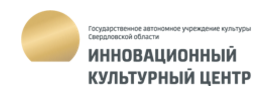 Государственное автономное учреждение культуры
Свердловской области
ИННОВАЦИОННЫЙ
КУЛЬТУРНЫЙ ЦЕНТР